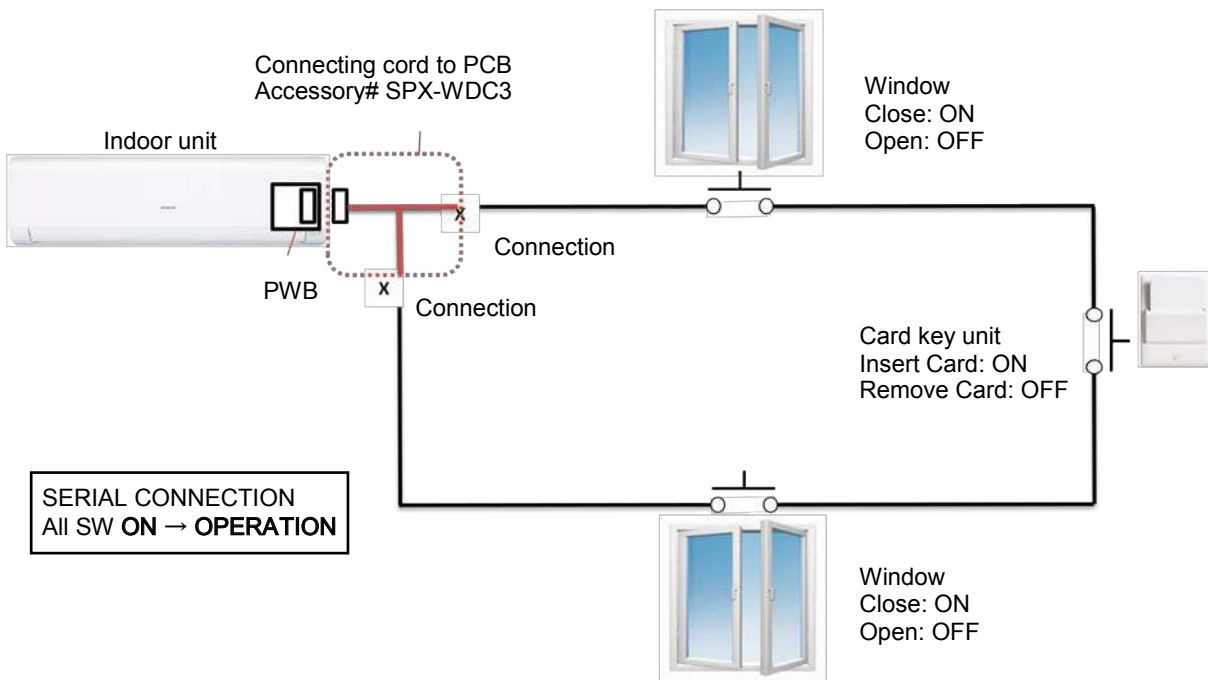 Connecting cord to PCB
Accessory# SPX-WDC3
Indoor unit
Window
Close: ON
Open: OFF
X
Connection
PWB
X
Connection
Card key unit
Insert Card: ON
Remove Card: OFF
SERIAL CONNECTION
All SW ON → OPERATION
Window
Close: ON
Open: OFF